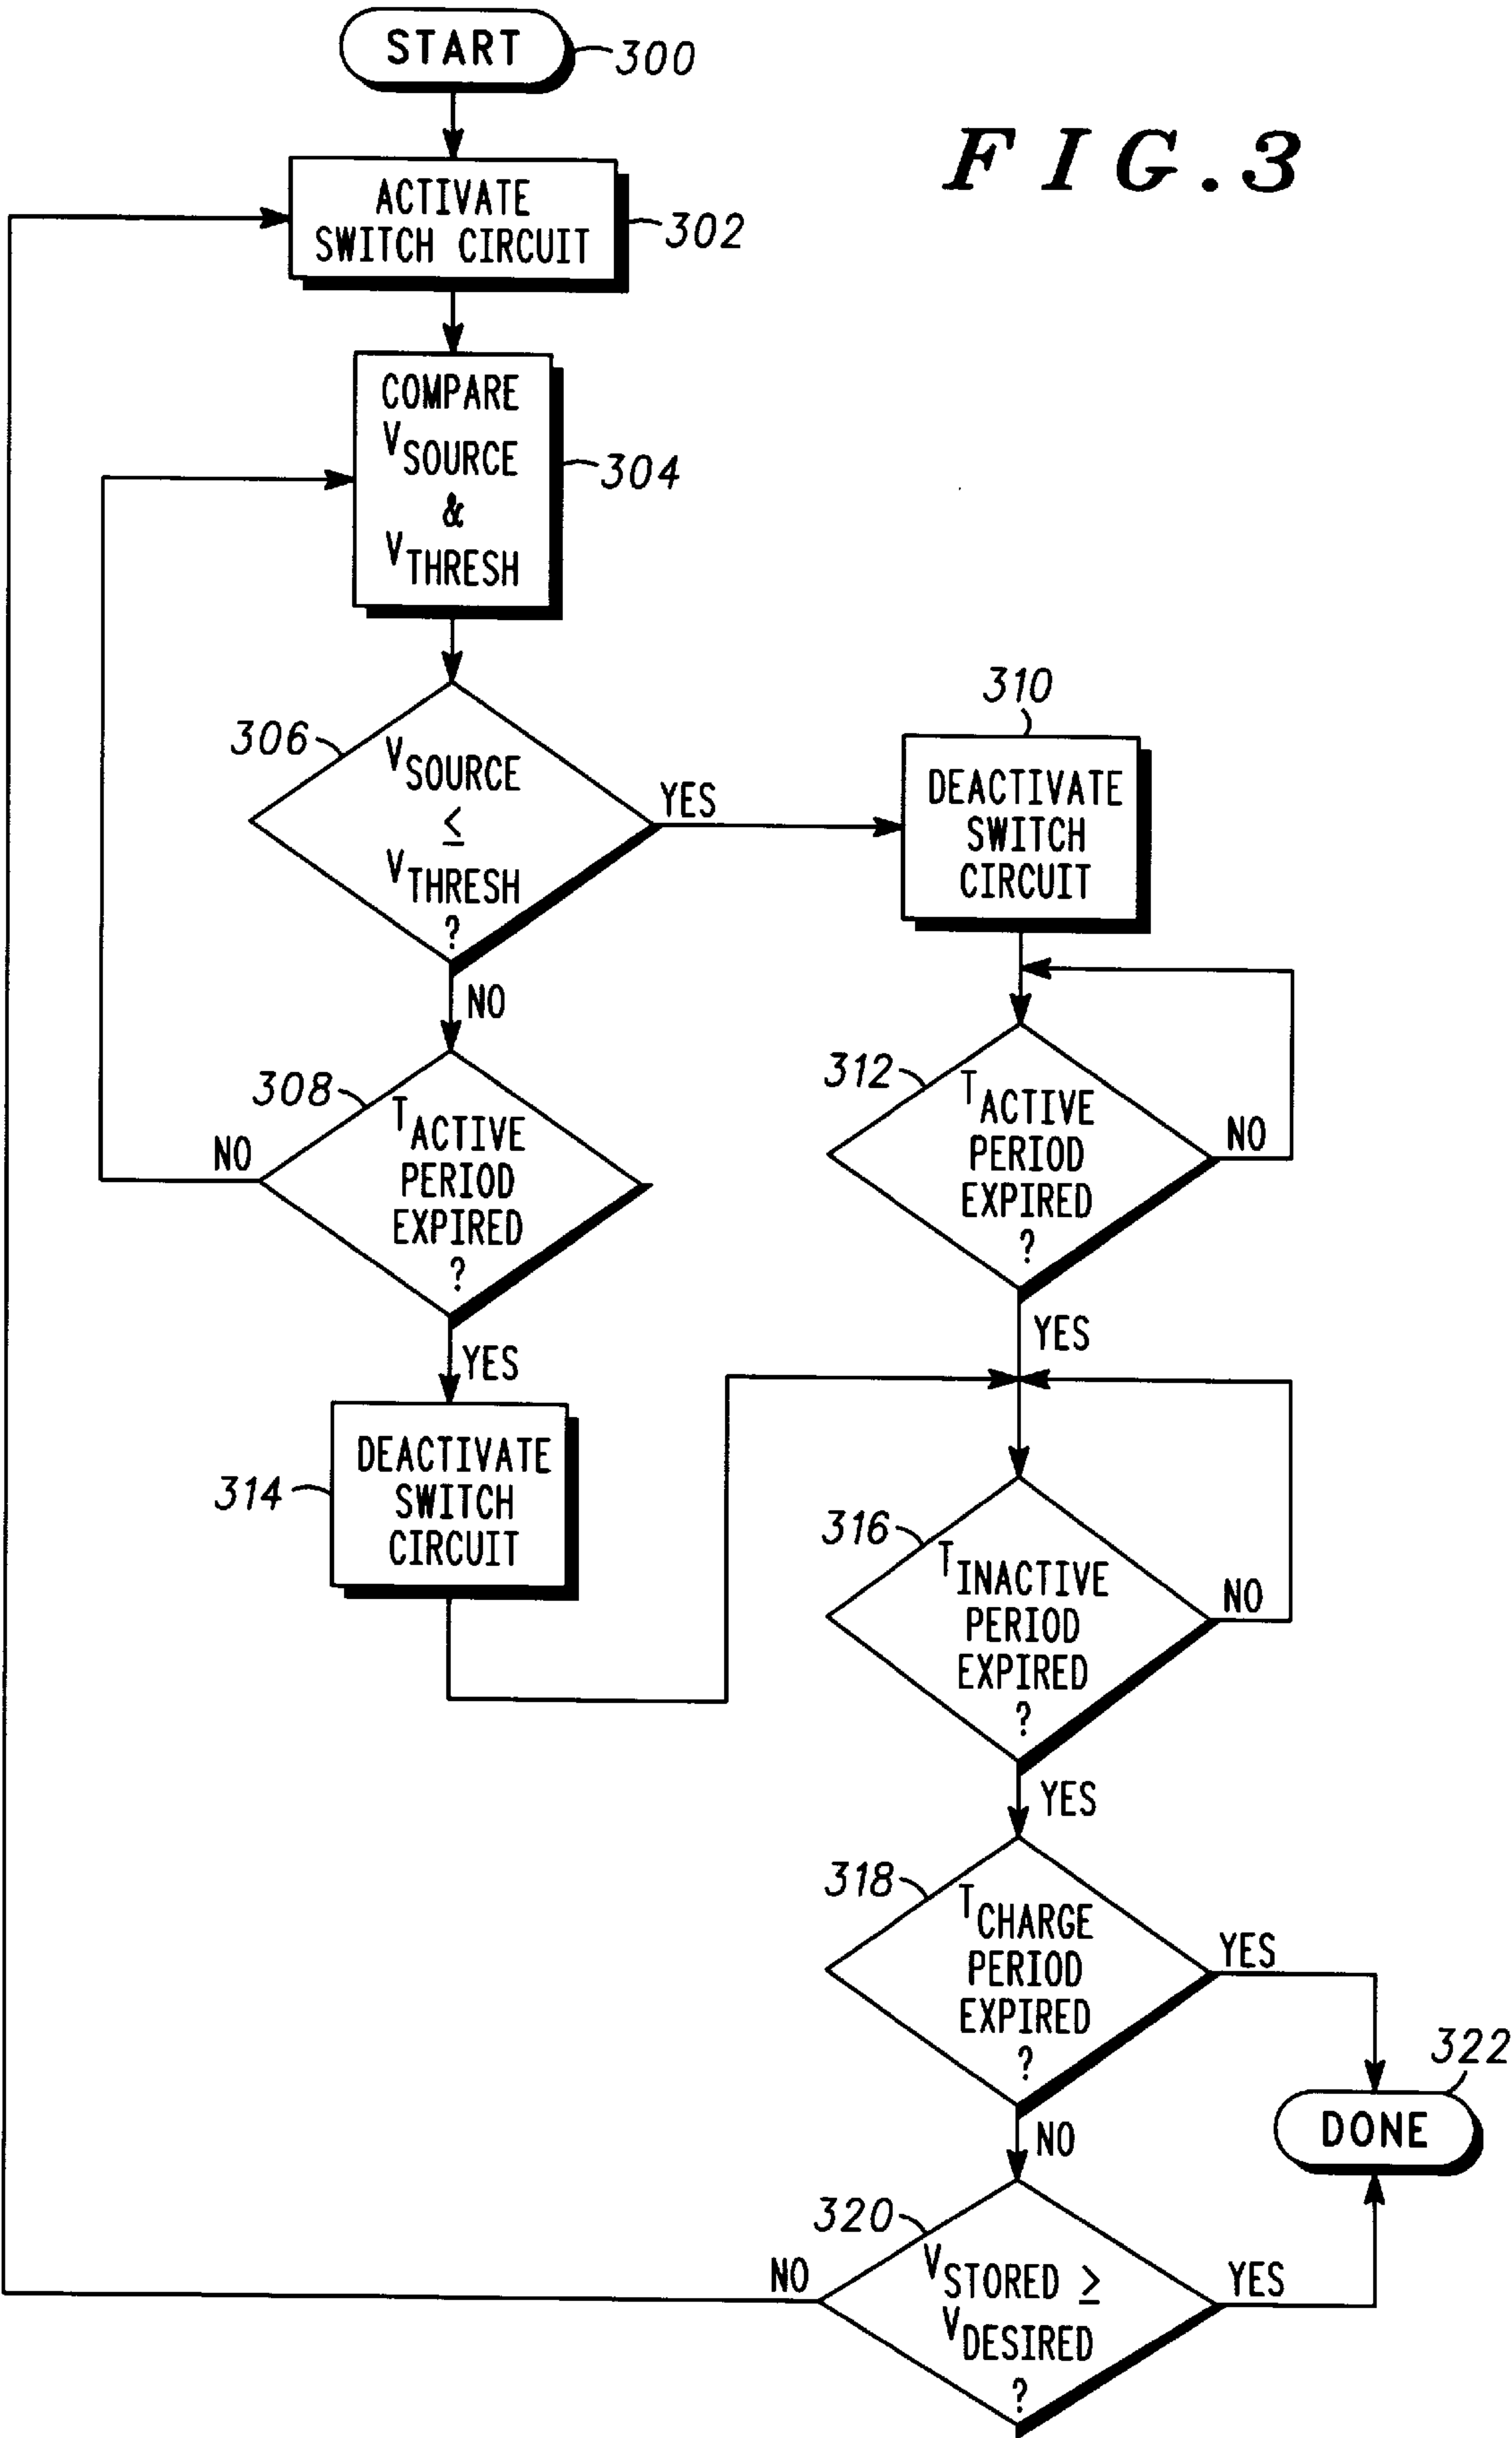 START
300
FIG.3
ACTIVATE
SWITCH CIRCUIT
302
COMPARE
VSOURCE
&
VTHRESH
304
306
VSOURCE
≤
VTHRESH
?
YES
NO
310
DEACTIVATE
SWITCH
CIRCUIT
308
TACTIVE
PERIOD
EXPIRED
?
NO
YES
312
TACTIVE
PERIOD
EXPIRED
?
NO
YES
314
DEACTIVATE
SWITCH
CIRCUIT
316
TINACTIVE
PERIOD
EXPIRED
?
NO
YES
318
TCHARGE
PERIOD
EXPIRED
?
YES
NO
322
DONE
320
VSTORED ≥
VDESIRED
?
NO
YES